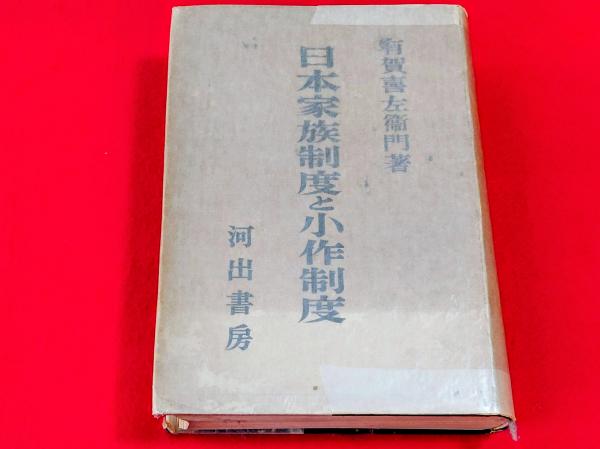 有賀喜左衞門著
日本家族制度と小作制度
河出書房